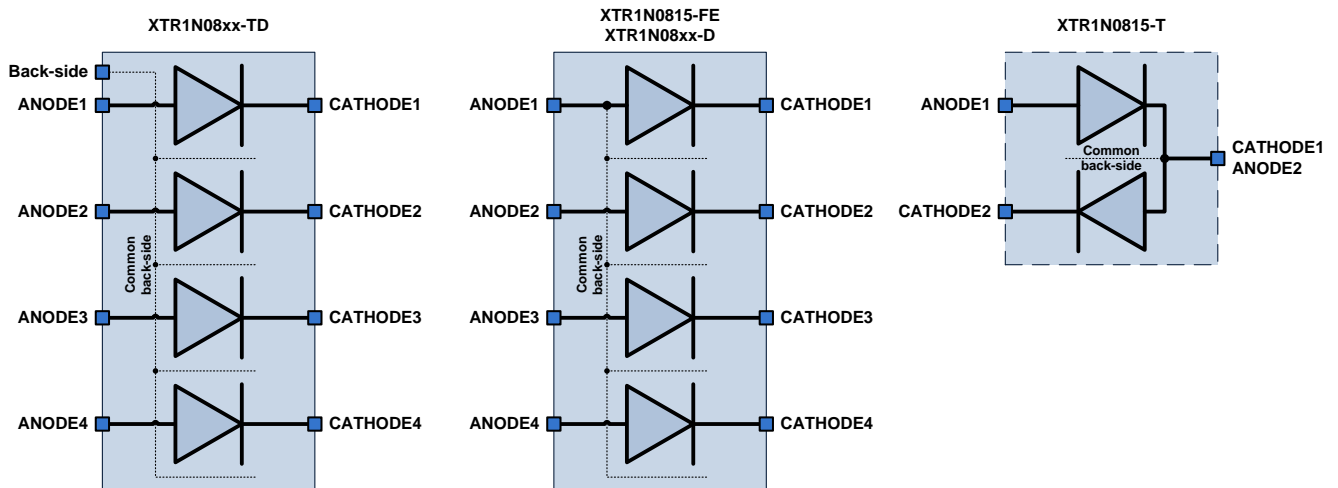 XTR1N08xx-TD
Back-side
ANODE1
CATHODE1
ANODE2
CATHODE2
Common
back-side
ANODE3
CATHODE3
ANODE4
CATHODE4
XTR1N0815-FE
XTR1N08xx-D
ANODE1
CATHODE1
ANODE2
CATHODE2
Common
back-side
ANODE3
CATHODE3
ANODE4
CATHODE4
XTR1N0815-T
ANODE1
Common
back-side
CATHODE1
ANODE2
CATHODE2